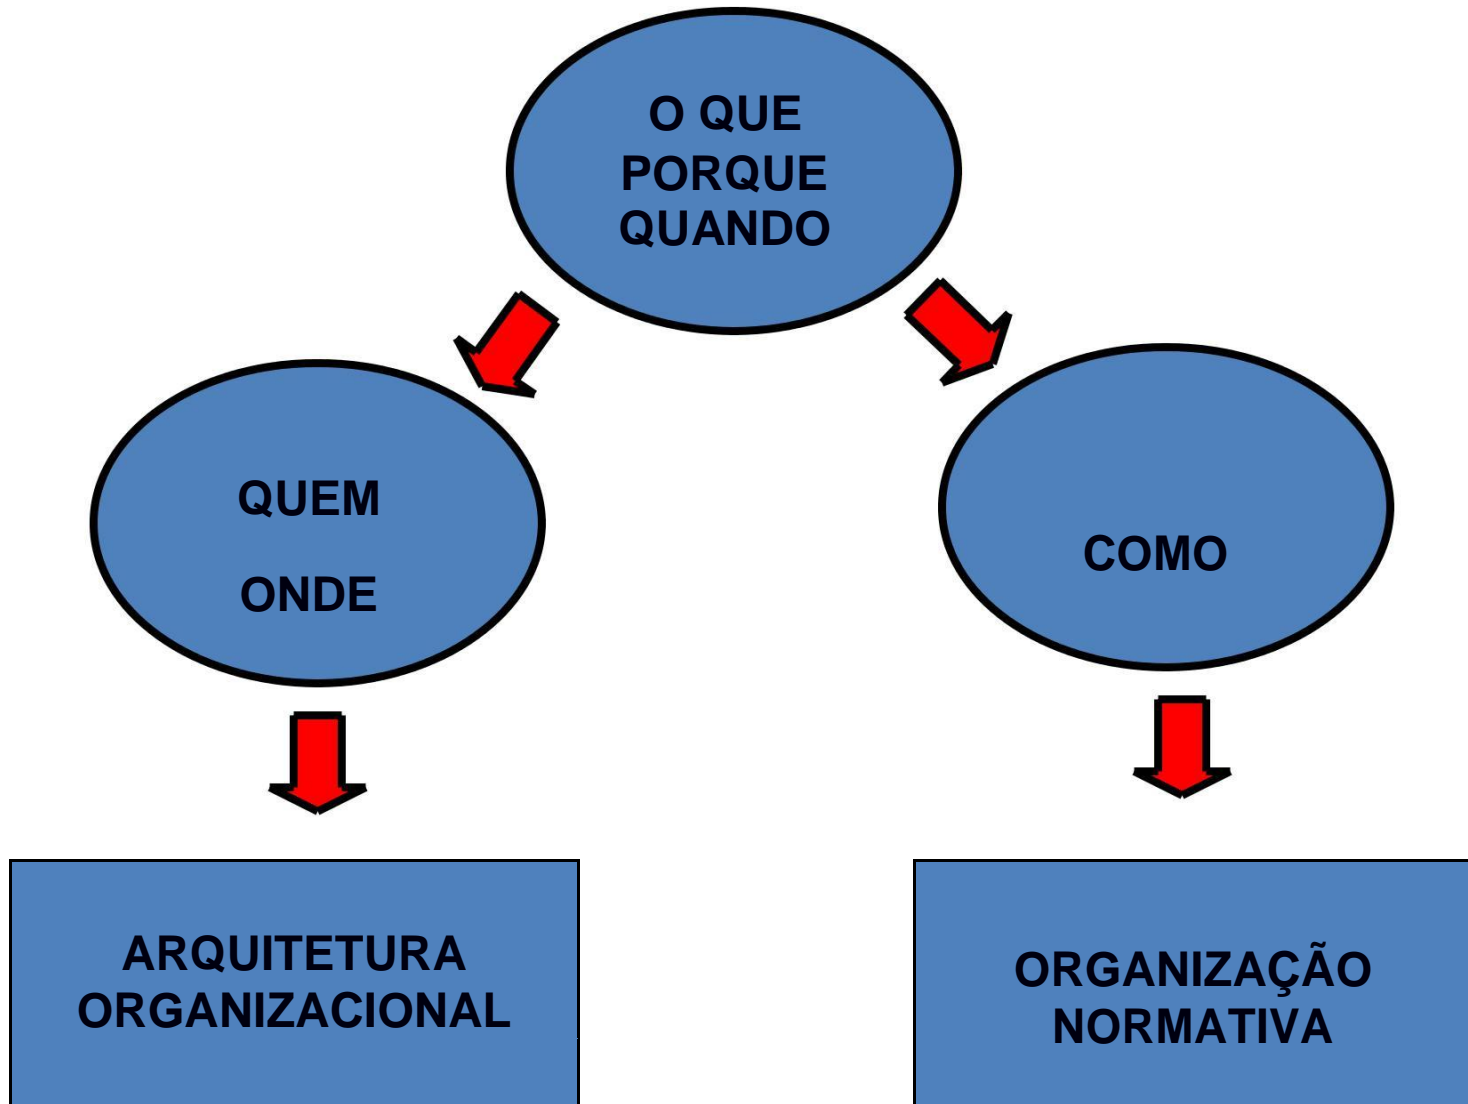 O QUE
PORQUE
QUANDO
QUEM
ONDE
COMO
ARQUITETURA
ORGANIZACIONAL
ORGANIZAÇÃO
NORMATIVA